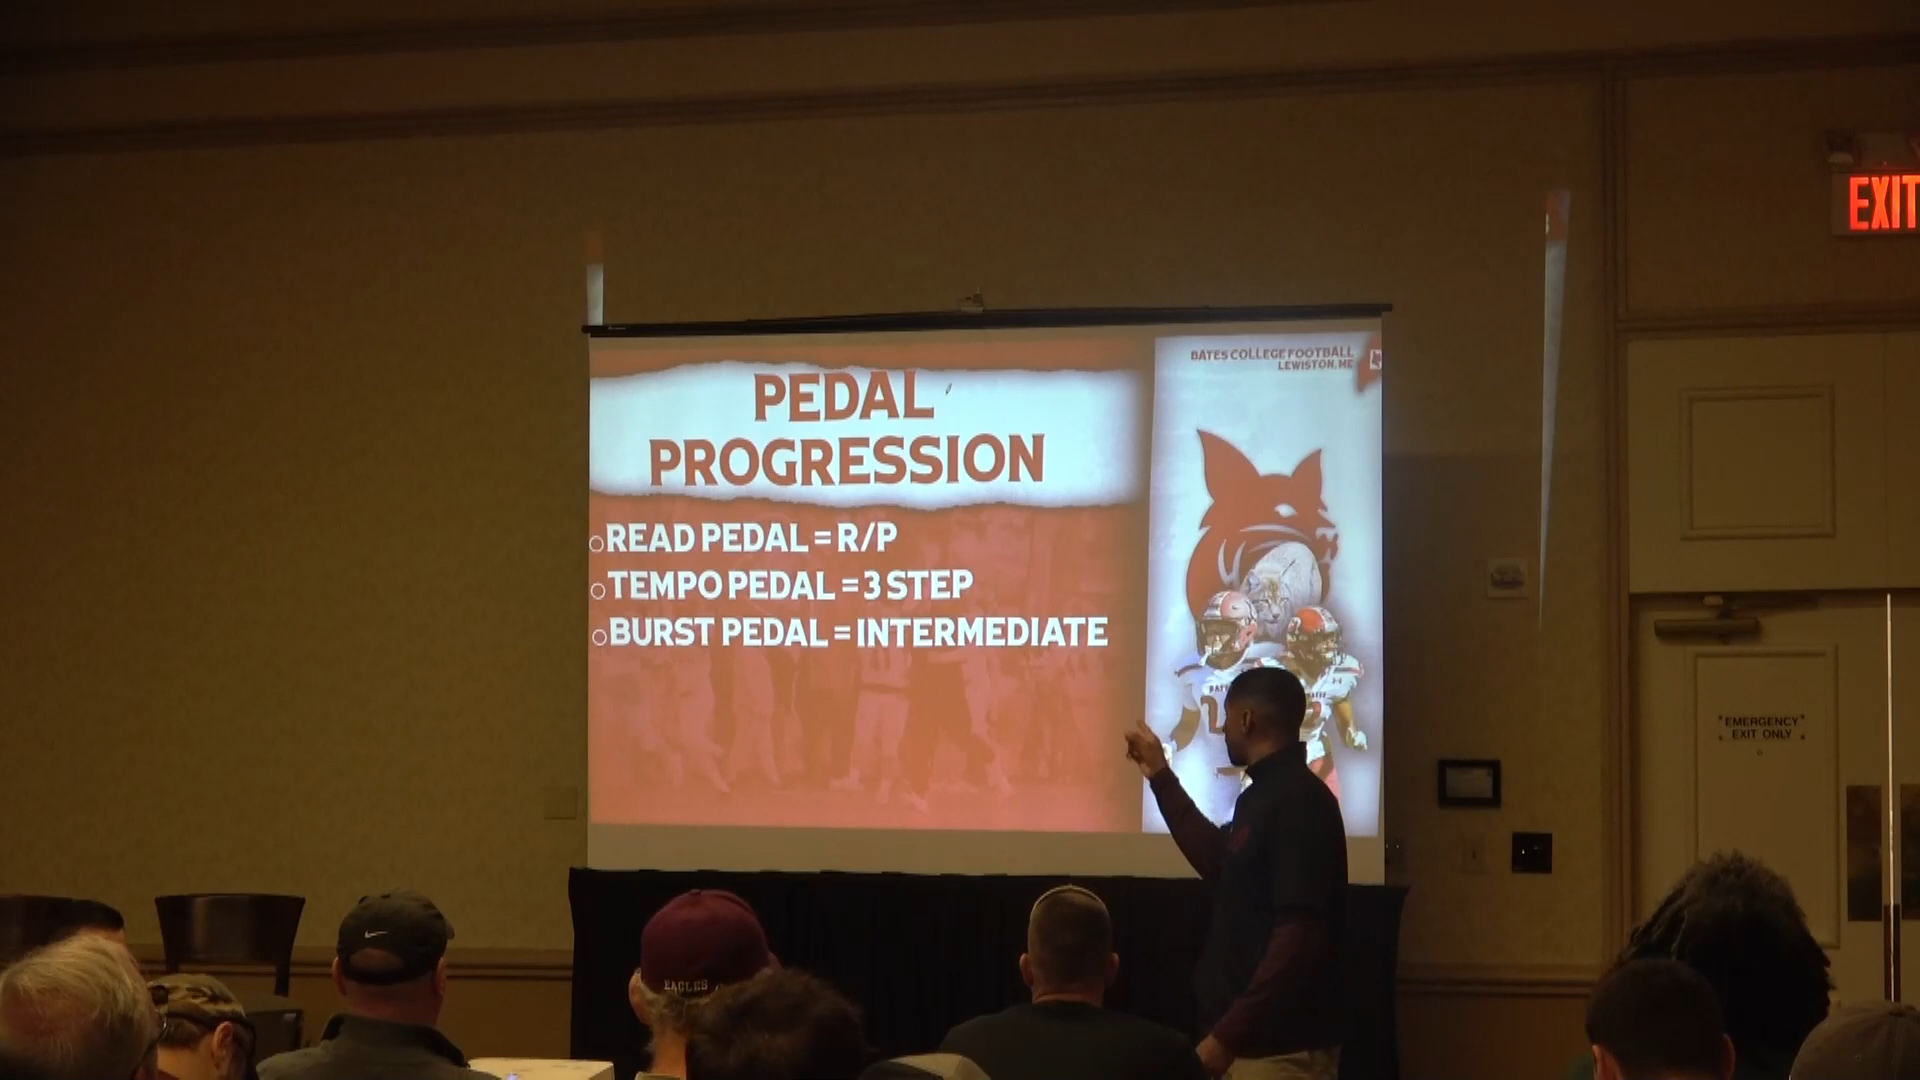 EXIT
BATES COLLEGE FOOTBALL
LEWISTON, ME
PEDAL
PROGRESSION
READ PEDAL = R/P
TEMPO PEDAL = 3 STEP
BURST PEDAL = INTERMEDIATE
EMERGENCY
EXIT ONLY
EAGLES